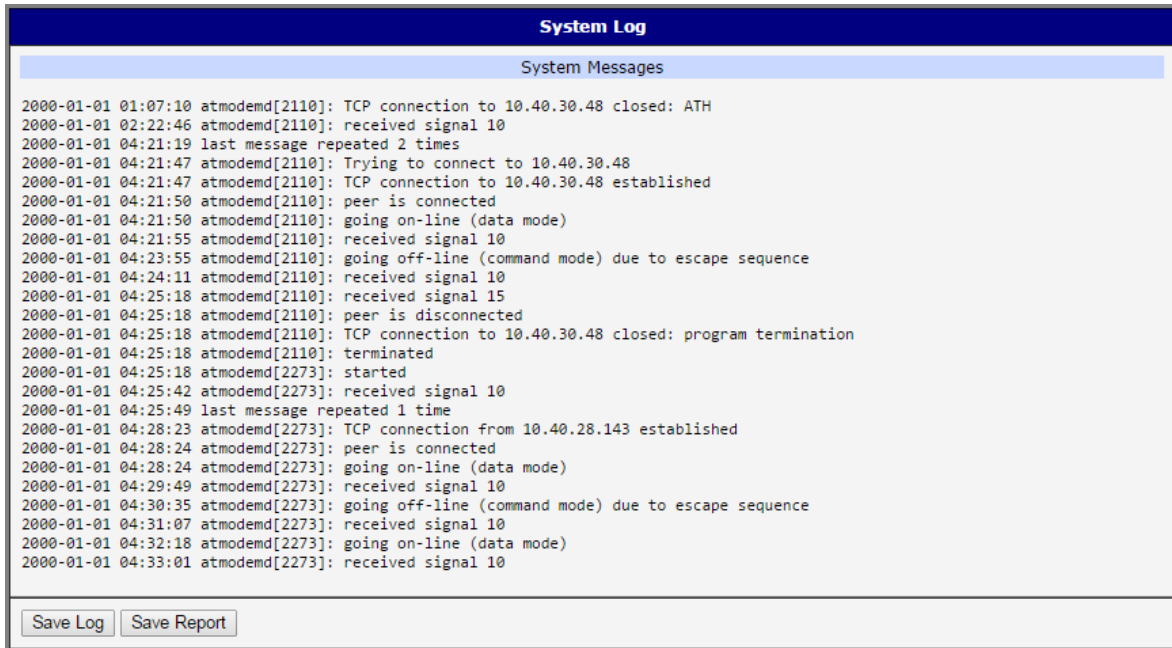 System Log
System Messages
2000-01-01 01:07:10 atmodemd[2110]: TCP connection to 10.40.30.48 closed: ATH
2000-01-01 02:22:46 atmodemd[2110]: received signal 10
2000-01-01 04:21:19 last message repeated 2 times
2000-01-01 04:21:47 atmodemd[2110]: Trying to connect to 10.40.30.48
2000-01-01 04:21:47 atmodemd[2110]: TCP connection to 10.40.30.48 established
2000-01-01 04:21:50 atmodemd[2110]: peer is connected
2000-01-01 04:21:50 atmodemd[2110]: going on-line (data mode)
2000-01-01 04:21:55 atmodemd[2110]: received signal 10
2000-01-01 04:23:55 atmodemd[2110]: going off-line (command mode) due to escape sequence
2000-01-01 04:24:11 atmodemd[2110]: received signal 10
2000-01-01 04:25:18 atmodemd[2110]: received signal 15
2000-01-01 04:25:18 atmodemd[2110]: peer is disconnected
2000-01-01 04:25:18 atmodemd[2110]: TCP connection to 10.40.30.48 closed: program termination
2000-01-01 04:25:18 atmodemd[2110]: terminated
2000-01-01 04:25:18 atmodemd[2273]: started
2000-01-01 04:25:42 atmodemd[2273]: received signal 10
2000-01-01 04:25:49 last message repeated 1 time
2000-01-01 04:28:23 atmodemd[2273]: TCP connection from 10.40.28.143 established
2000-01-01 04:28:24 atmodemd[2273]: peer is connected
2000-01-01 04:28:24 atmodemd[2273]: going on-line (data mode)
2000-01-01 04:29:49 atmodemd[2273]: received signal 10
2000-01-01 04:30:35 atmodemd[2273]: going off-line (command mode) due to escape sequence
2000-01-01 04:31:07 atmodemd[2273]: received signal 10
2000-01-01 04:32:18 atmodemd[2273]: going on-line (data mode)
2000-01-01 04:33:01 atmodemd[2273]: received signal 10
Save Log Save Report